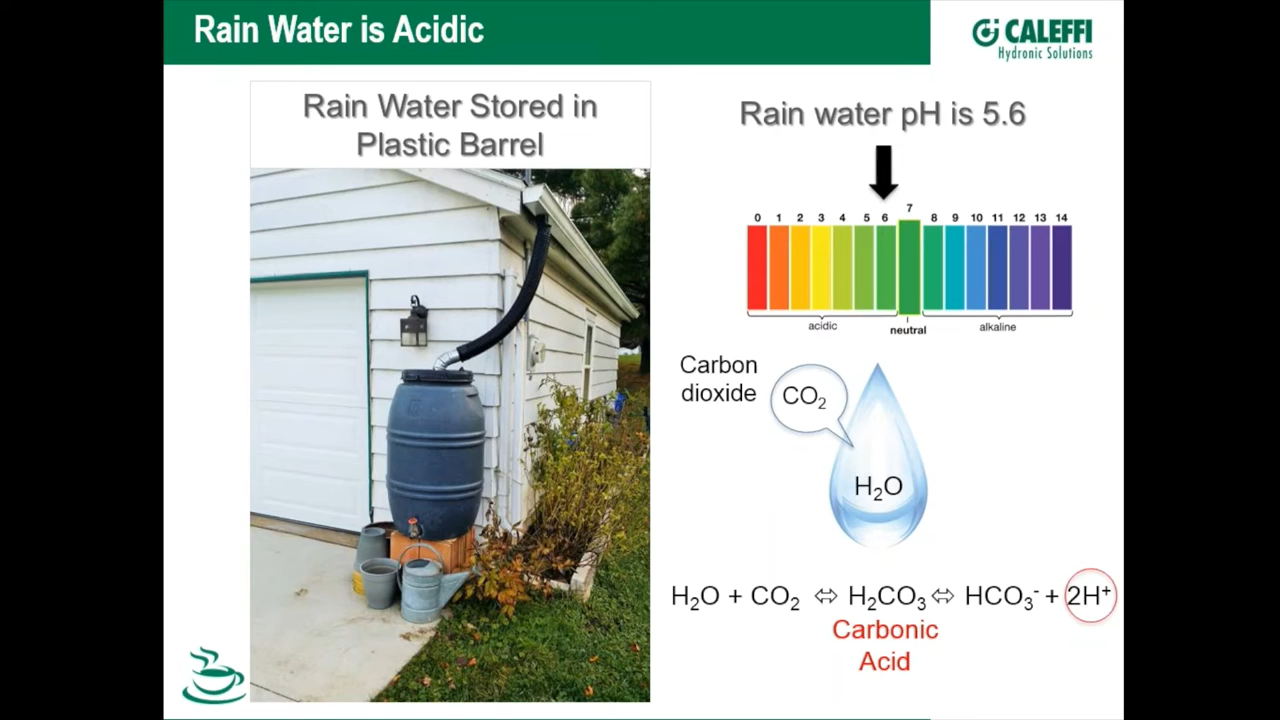 Rain Water is Acidic
CALEFFI
Hydronic Solutions
Rain Water Stored in
Plastic Barrel
Rain water pH is 5.6
0 1 2 3 4 5 6 7 8 9 10 11 12 13 14
acidic neutral alkaline
Carbon
dioxide
CO₂
H₂O
H₂O + CO₂ ⇔ H₂CO₃ ⇔ HCO₃⁻ + 2H⁺
Carbonic
Acid